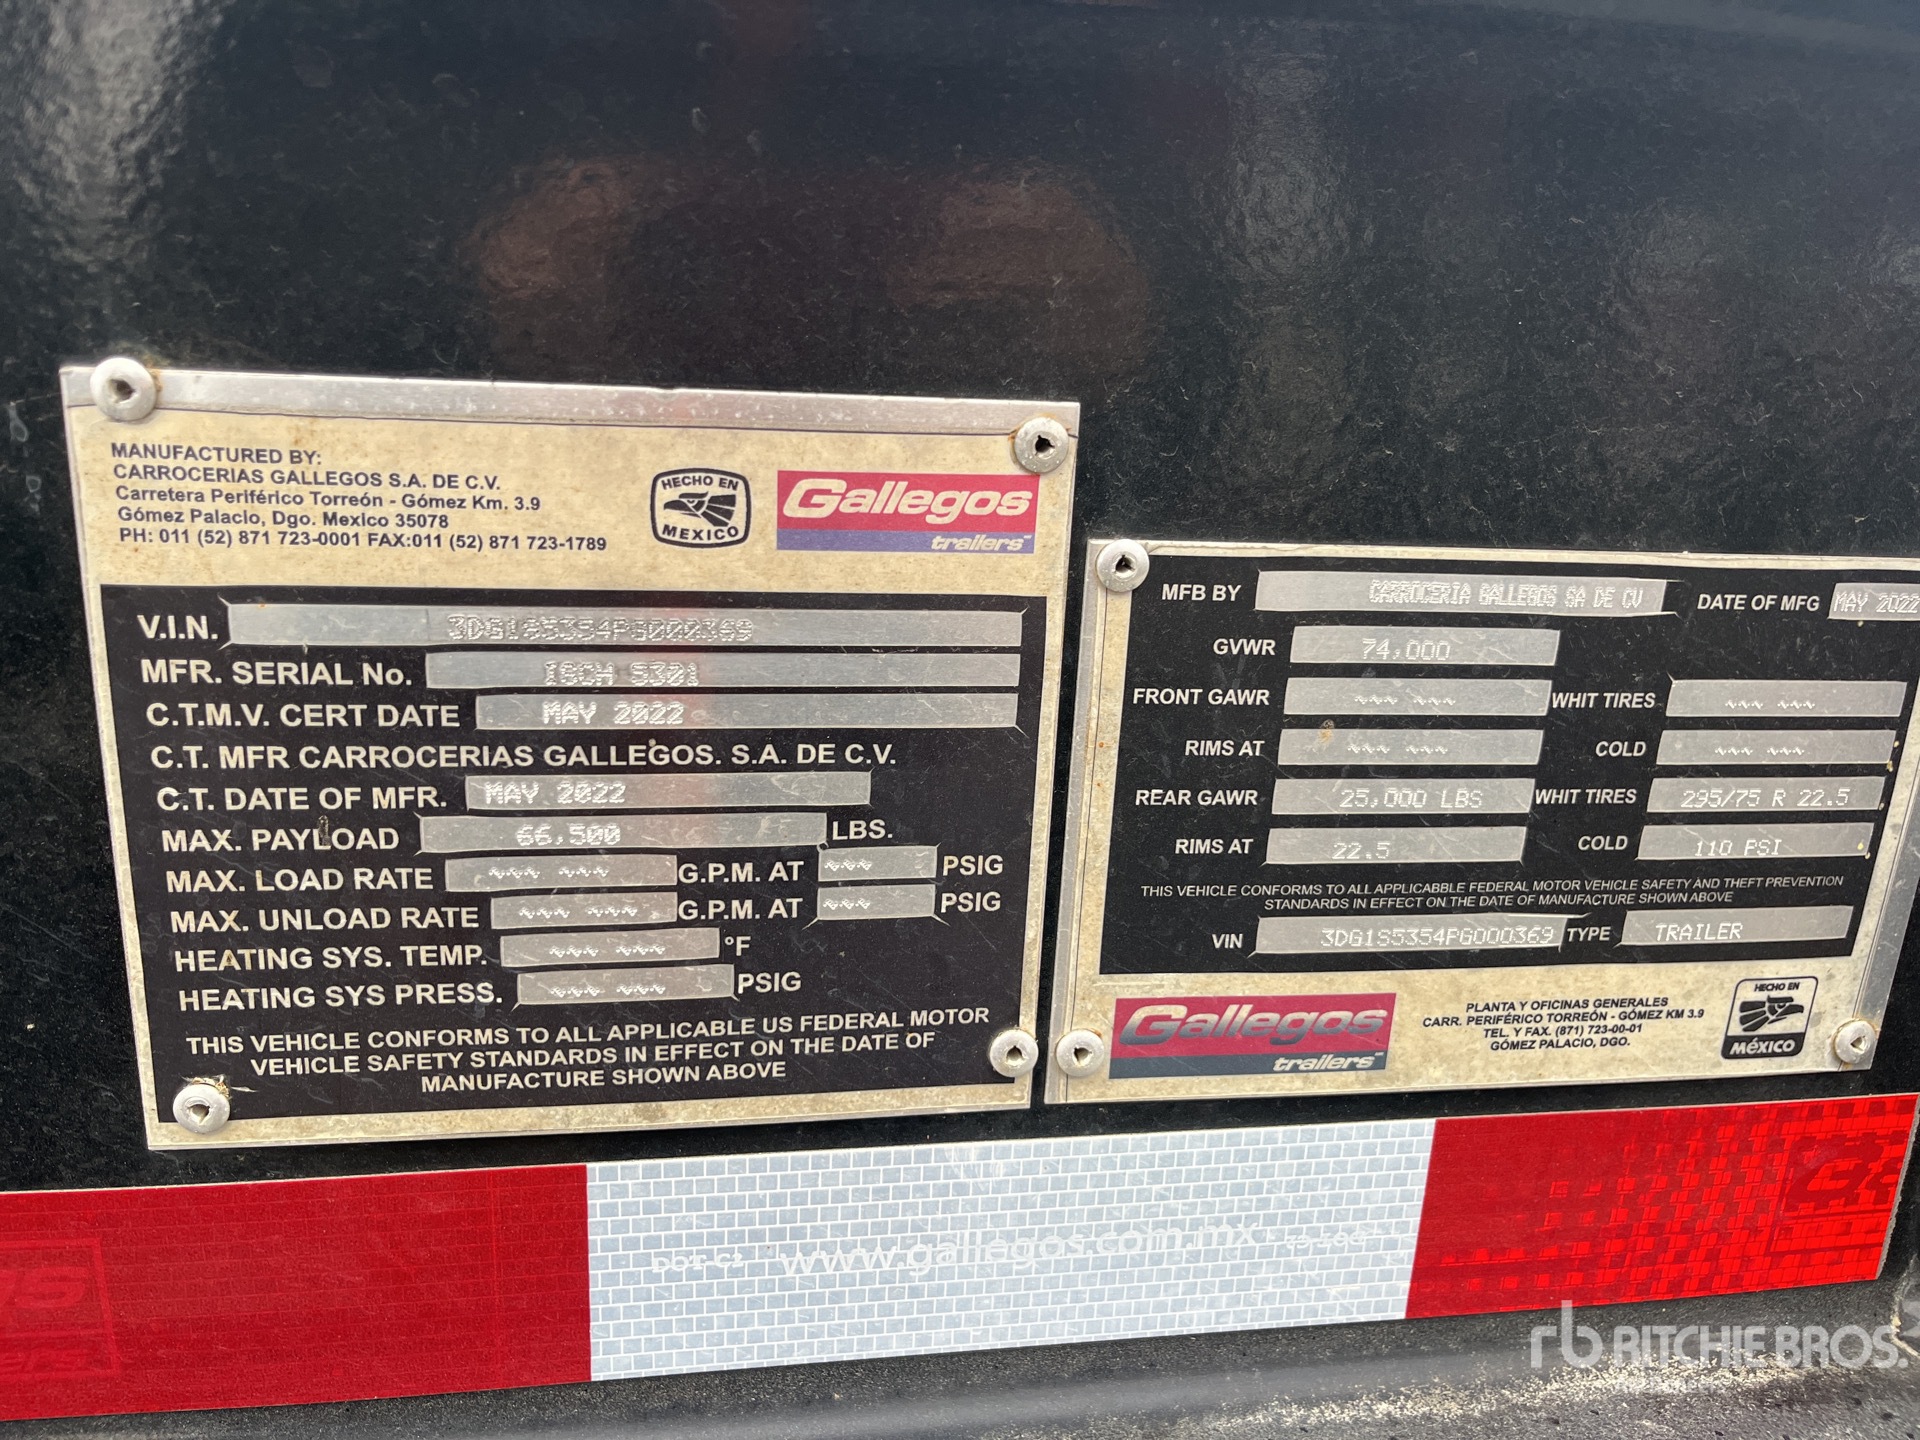 MANUFACTURED BY:
CARROCERIAS GALLEGOS S.A. DE C.V.
Carretera Periférico Torreón - Gómez Km. 3.9
Gómez Palacio, Dgo. Mexico 35078
PH: 011 (52) 871 723-0001 FAX:011 (52) 871 723-1789
HECHO EN
MEXICO
Gallegos
trailers
V.I.N. 3DG1S5354PG000369
MFR. SERIAL No. ISCH 5301
C.T.M.V. CERT DATE MAY 2022
C.T. MFR CARROCERIAS GALLEGOS. S.A. DE C.V.
C.T. DATE OF MFR. MAY 2022
MAX. PAYLOAD 66,500 LBS.
MAX. LOAD RATE --- --- G.P.M. AT --- PSIG
MAX. UNLOAD RATE --- --- G.P.M. AT --- PSIG
HEATING SYS. TEMP. --- --- °F
HEATING SYS PRESS. --- --- PSIG
THIS VEHICLE CONFORMS TO ALL APPLICABLE US FEDERAL MOTOR
VEHICLE SAFETY STANDARDS IN EFFECT ON THE DATE OF
MANUFACTURE SHOWN ABOVE
MFB BY CARROCERIA GALLEGOS SA DE CV DATE OF MFG MAY 2022
GVWR 74,000
FRONT GAWR --- --- WHIT TIRES --- ---
RIMS AT --- --- COLD --- ---
REAR GAWR 25,000 LBS WHIT TIRES 295/75 R 22.5
RIMS AT 22.5 COLD 110 PSI
THIS VEHICLE CONFORMS TO ALL APPLICABBLE FEDERAL MOTOR VEHICLE SAFETY AND THEFT PREVENTION
STANDARDS IN EFFECT ON THE DATE OF MANUFACTURE SHOWN ABOVE
VIN 3DG1S5354PG000369 TYPE TRAILER
Gallegos
trailers
PLANTA Y OFICINAS GENERALES
CARR. PERIFÉRICO TORREÓN - GÓMEZ KM 3.9
TEL. Y FAX. (871) 723-00-01
GÓMEZ PALACIO, DGO.
HECHO EN
MéXICO
DOT-C2 www.gallegos.com.mx
rb RITCHIE BROS.